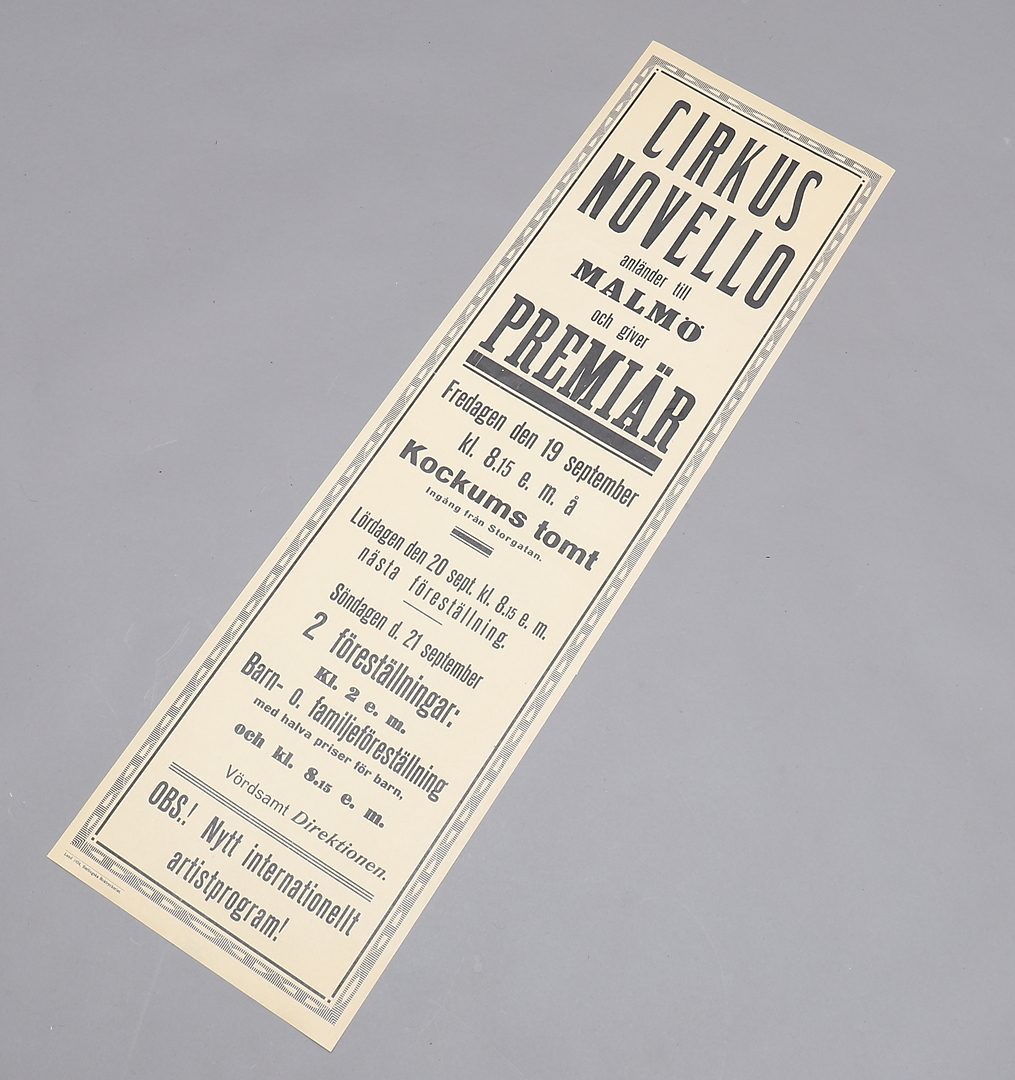 CIRKUS
NOVELLO
anländer till
MALMÖ
och giver
PREMIÄR
Fredagen den 19 september
kl. 8.15 e. m. å
Kockums tomt
Ingång från Storgatan.
Lördagen den 20 sept. kl. 8.15 e. m.
nästa föreställning.
Söndagen d. 21 september
2 föreställningar:
Kl. 2 e. m.
Barn- o. familjeföreställning
med halva priser för barn,
och kl. 8.15 e. m.
Vördsamt Direktionen.
OBS.! Nytt internationellt
artistprogram!
Lund